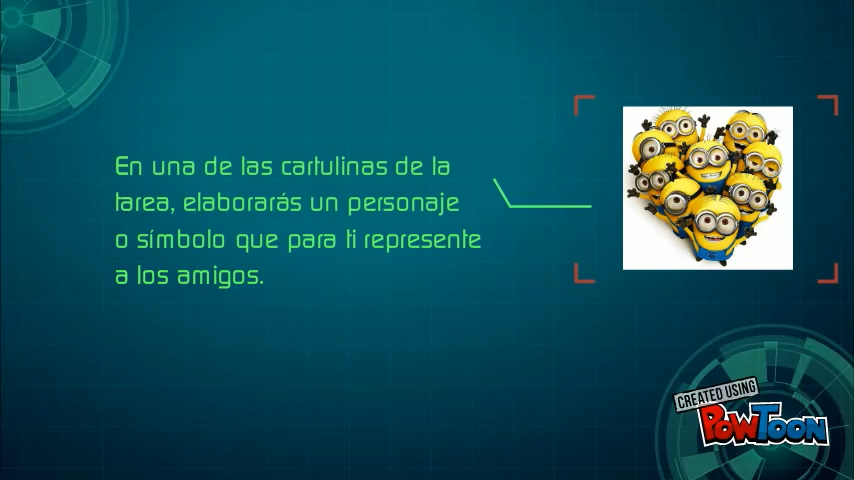 En una de las cartulinas de la
tarea, elaborarás un personaje
o símbolo que para ti represente
a los amigos.
CREATED USING
POWTOON